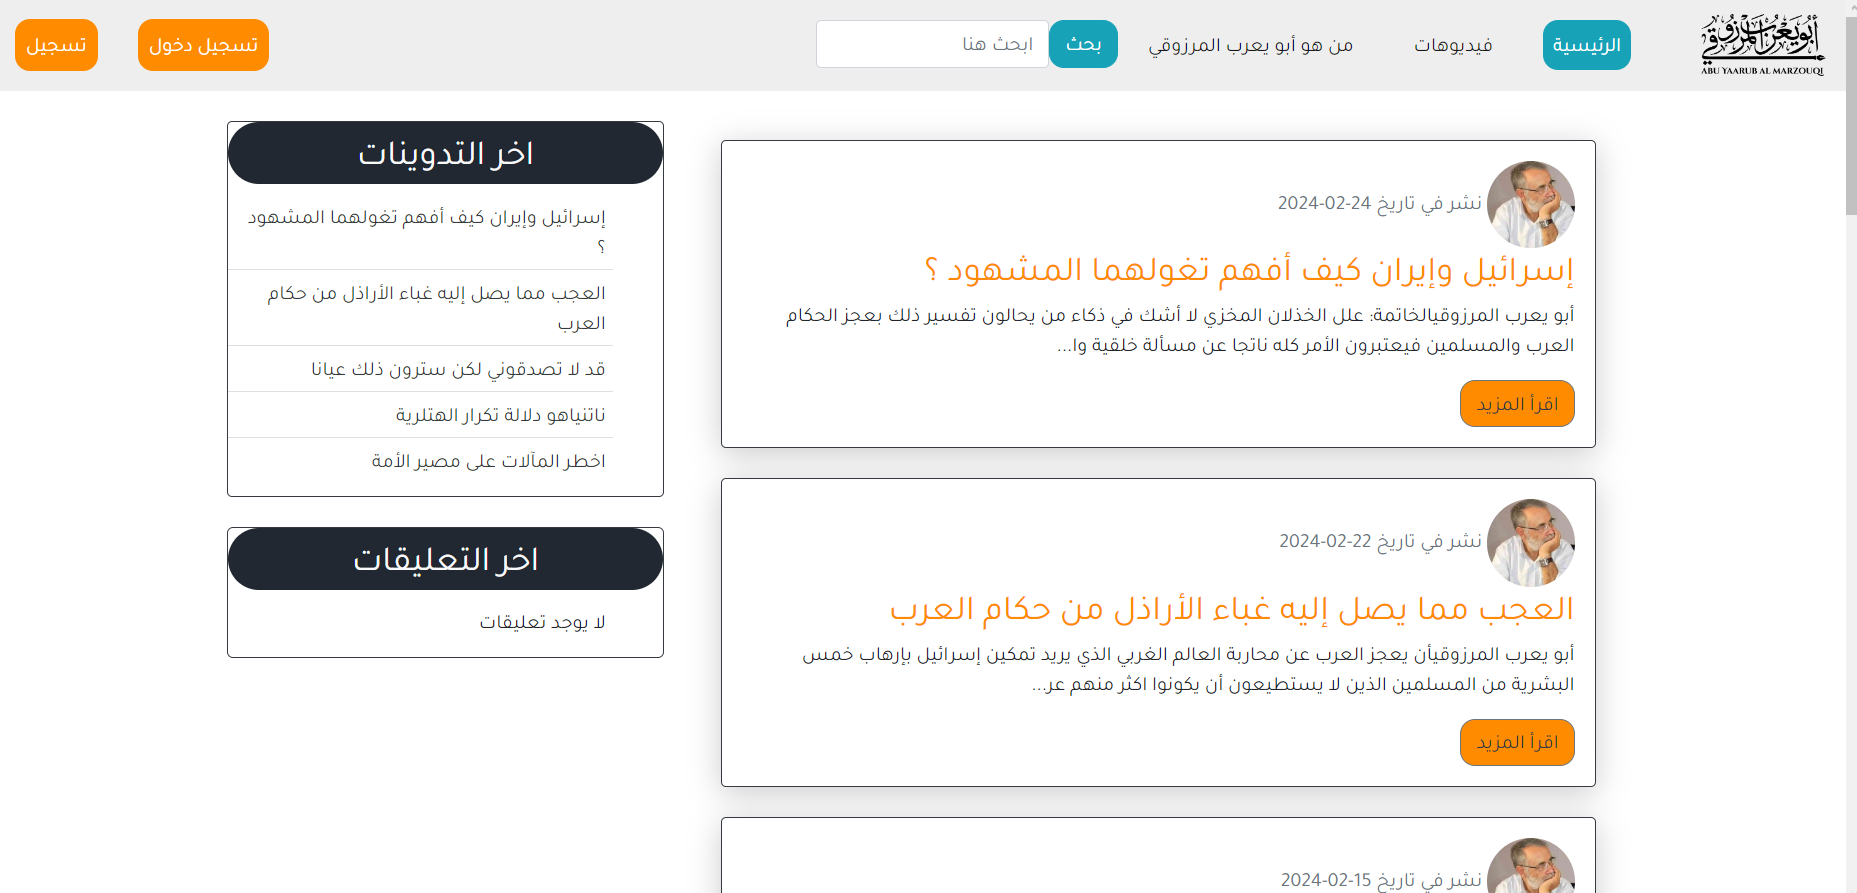 أبو يعرب المرزوقي
ABU YAARUB AL MARZOUQI
الرئيسية
فيديوهات
من هو أبو يعرب المرزوقي
بحث
ابحث هنا
تسجيل دخول
تسجيل
نشر في تاريخ 24-02-2024
إسرائيل وإيران كيف أفهم تغولهما المشهود ؟
أبو يعرب المرزوقيالخاتمة: علل الخذلان المخزي لا أشك في ذكاء من يحالون تفسير ذلك بعجز الحكام
العرب والمسلمين فيعتبرون الأمر كله ناتجا عن مسألة خلقية وا...
اقرأ المزيد
نشر في تاريخ 22-02-2024
العجب مما يصل إليه غباء الأراذل من حكام العرب
أبو يعرب المرزوقيأن يعجز العرب عن محاربة العالم الغربي الذي يريد تمكين إسرائيل بإرهاب خمس
البشرية من المسلمين الذين لا يستطيعون أن يكونوا اكثر منهم عر...
اقرأ المزيد
نشر في تاريخ 15-02-2024
اخر التدوينات
إسرائيل وإيران كيف أفهم تغولهما المشهود
؟
العجب مما يصل إليه غباء الأراذل من حكام
العرب
قد لا تصدقوني لكن سترون ذلك عيانا
ناتنياهو دلالة تكرار الهتلرية
اخطر المآلات على مصير الأمة
اخر التعليقات
لا يوجد تعليقات